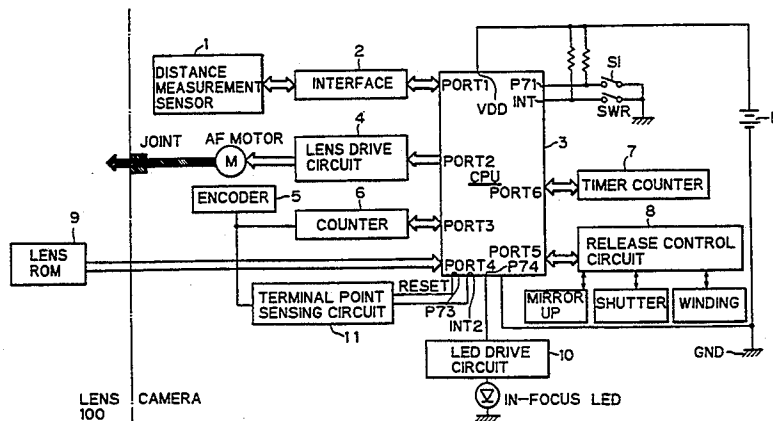 1
DISTANCE
MEASUREMENT
SENSOR
2
INTERFACE
PORT1
VDD
P71
INT
S1
SWR
E
3
JOINT
AF MOTOR
M
4
LENS DRIVE
CIRCUIT
PORT2
CPU
PORT6
7
TIMER COUNTER
ENCODER
5
6
COUNTER
PORT3
9
LENS
ROM
PORT4
PORT5
P74
8
RELEASE CONTROL
CIRCUIT
MIRROR
UP
SHUTTER
WINDING
RESET
P73
INT2
TERMINAL POINT
SENSING CIRCUIT
11
LED DRIVE
CIRCUIT
10
GND
IN-FOCUS LED
LENS
100
CAMERA